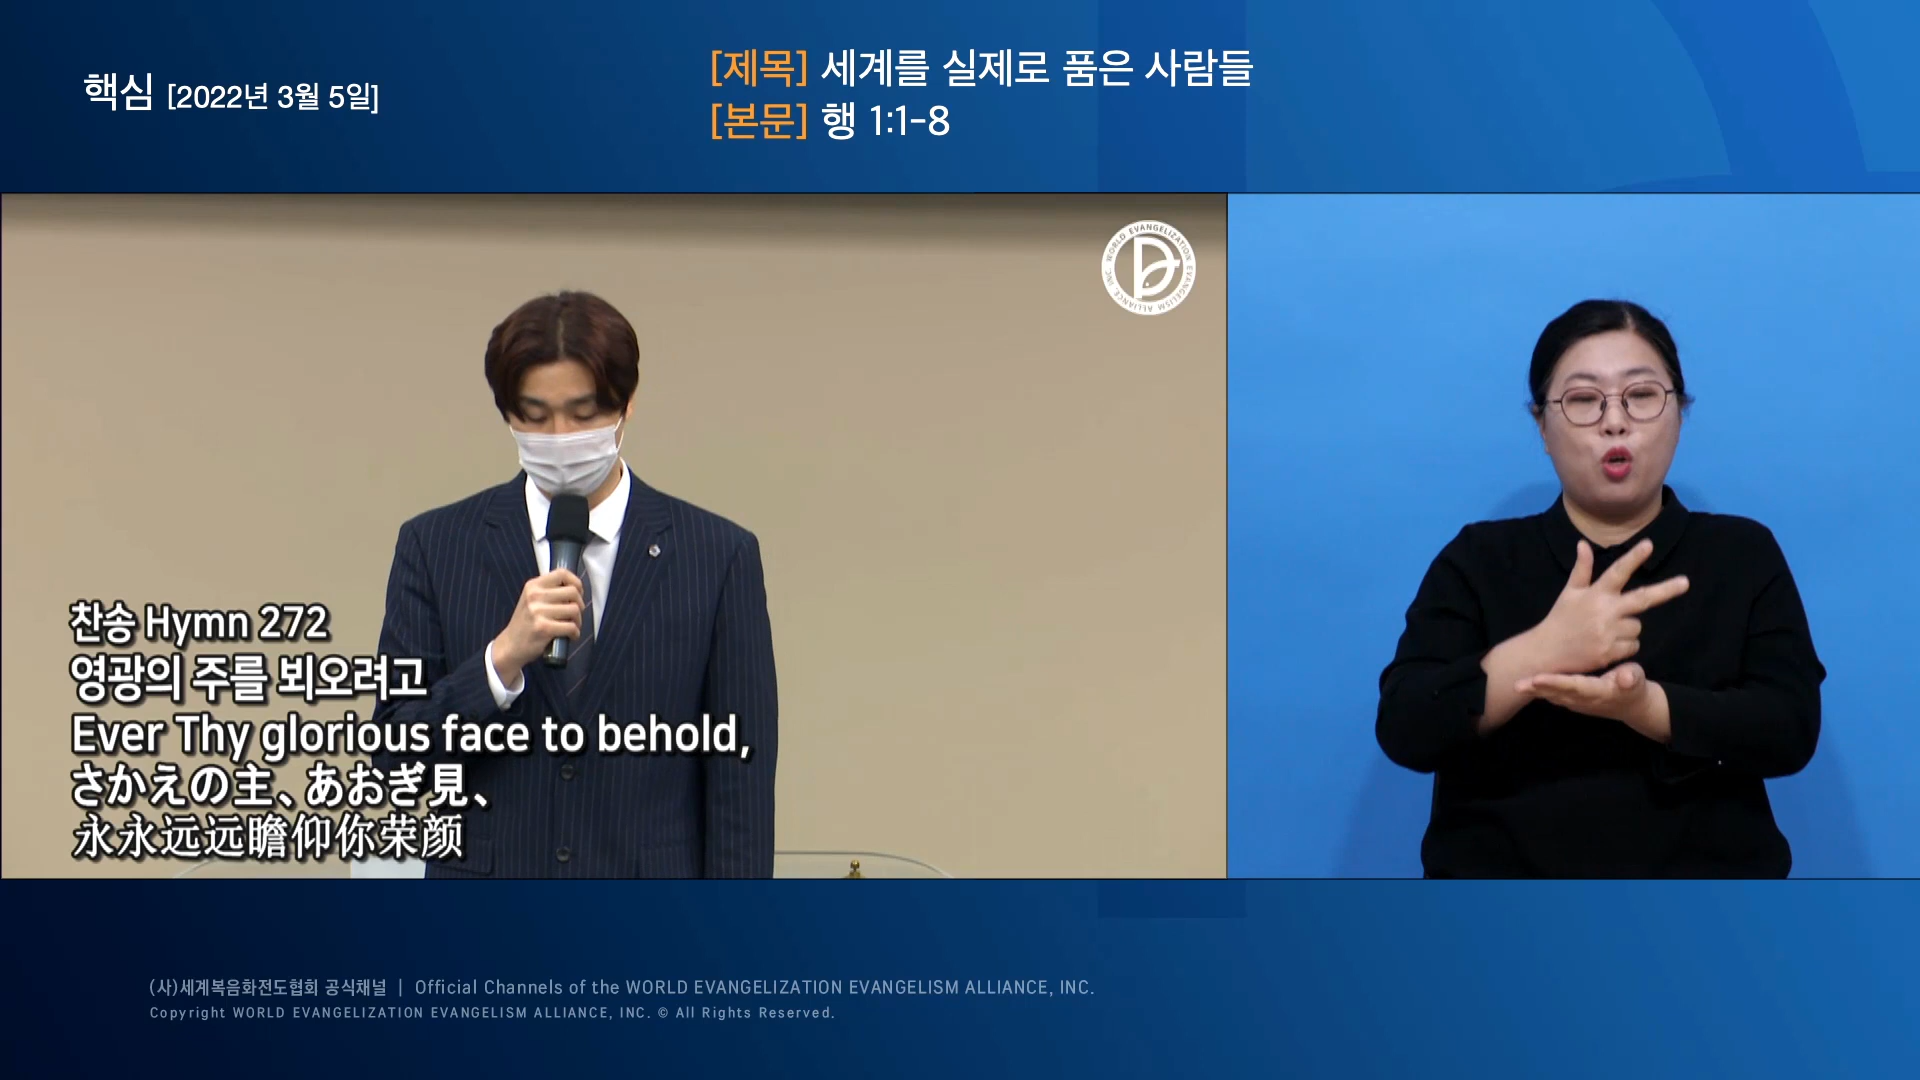 핵심 [2022년 3월 5일]
[제목] 세계를 실제로 품은 사람들
[본문] 행 1:1-8
WORLD EVANGELIZATION EVANGELISM ALLIANCE, INC.
찬송 Hymn 272
영광의 주를 뵈오려고
Ever Thy glorious face to behold,
さかえの主、あおぎ見、
永永远远瞻仰你荣颜
(사)세계복음화전도협회 공식채널 | Official Channels of the WORLD EVANGELIZATION EVANGELISM ALLIANCE, INC.
Copyright WORLD EVANGELIZATION EVANGELISM ALLIANCE, INC. © All Rights Reserved.